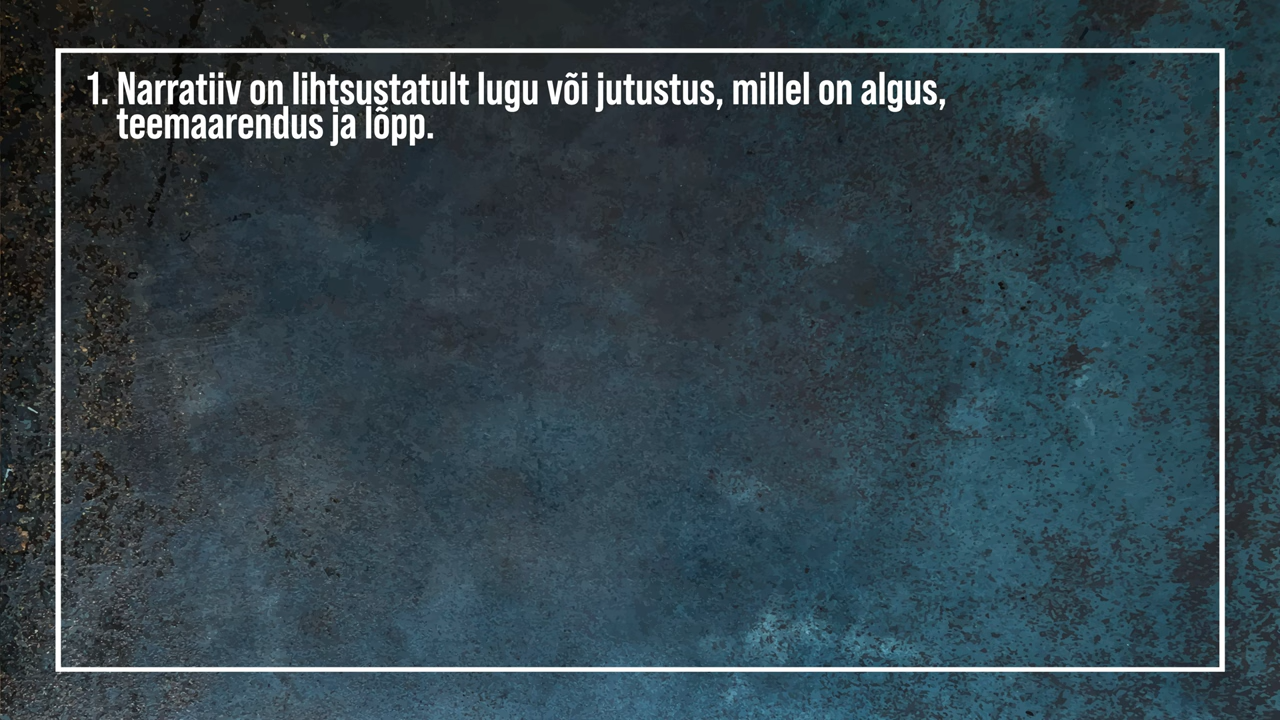 1. Narratiiv on lihtsustatult lugu või jutustus, millel on algus,
teemaarendus ja lõpp.